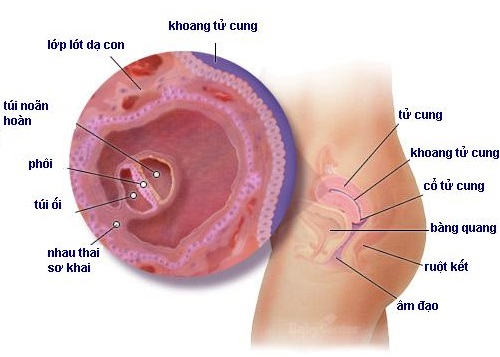 khoang tử cung
lớp lót dạ con
túi noãn
hoàn
phôi
túi ối
nhau thai
sơ khai
tử cung
khoang tử cung
cổ tử cung
bàng quang
ruột kết
âm đạo